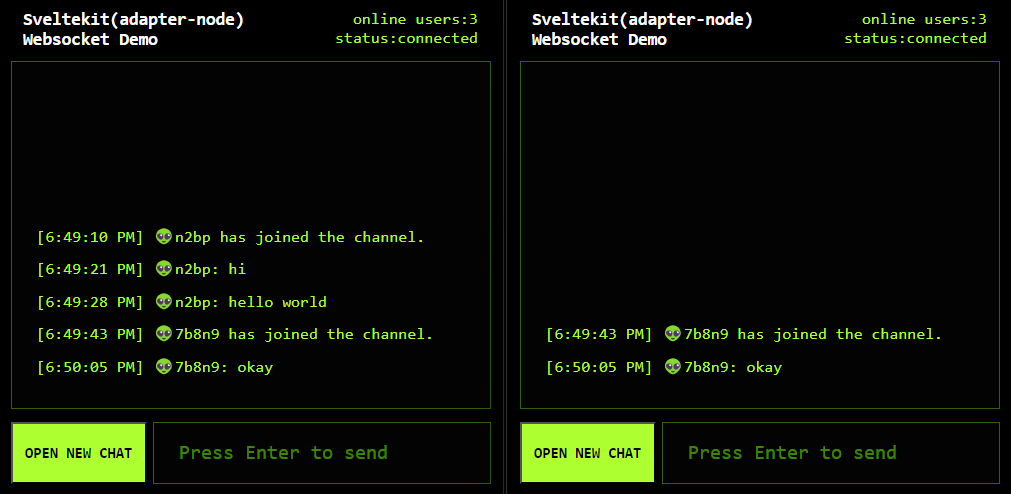 Sveltekit(adapter-node)
Websocket Demo
online users:3
status:connected
[6:49:10 PM] 👽n2bp has joined the channel.
[6:49:21 PM] 👽n2bp: hi
[6:49:28 PM] 👽n2bp: hello world
[6:49:43 PM] 👽7b8n9 has joined the channel.
[6:50:05 PM] 👽7b8n9: okay
OPEN NEW CHAT
Press Enter to send
Sveltekit(adapter-node)
Websocket Demo
online users:3
status:connected
[6:49:43 PM] 👽7b8n9 has joined the channel.
[6:50:05 PM] 👽7b8n9: okay
OPEN NEW CHAT
Press Enter to send